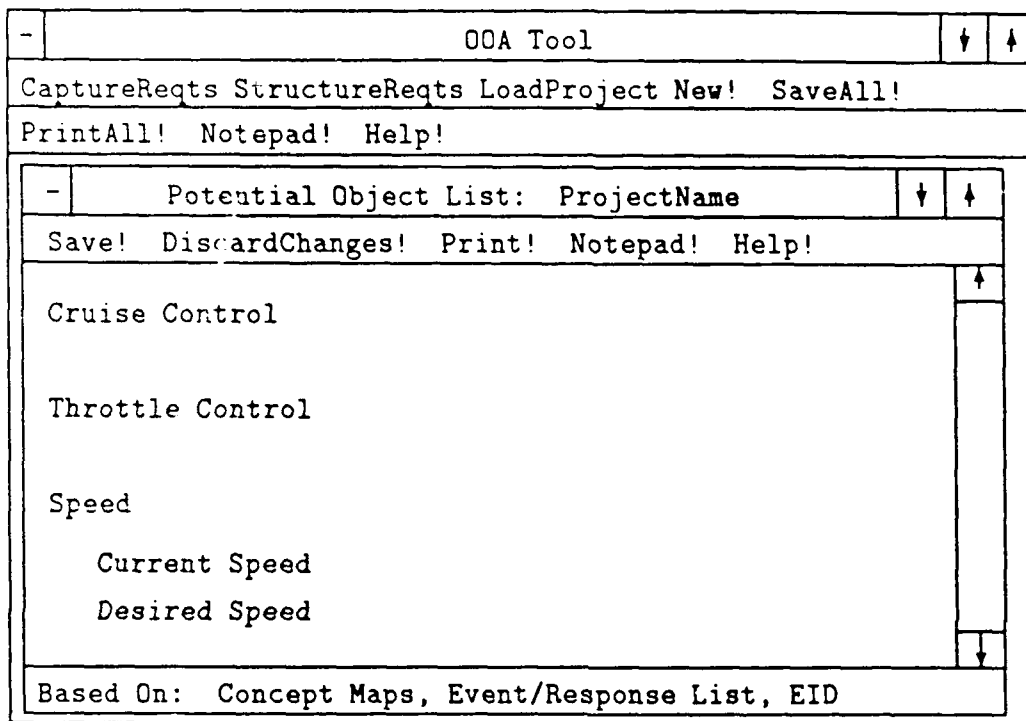 OOA Tool
CaptureReqts StructureReqts LoadProject New! SaveAll!
PrintAll! Notepad! Help!
Potential Object List: ProjectName
Save! DiscardChanges! Print! Notepad! Help!
Cruise Control
Throttle Control
Speed
Current Speed
Desired Speed
Based On: Concept Maps, Event/Response List, EID